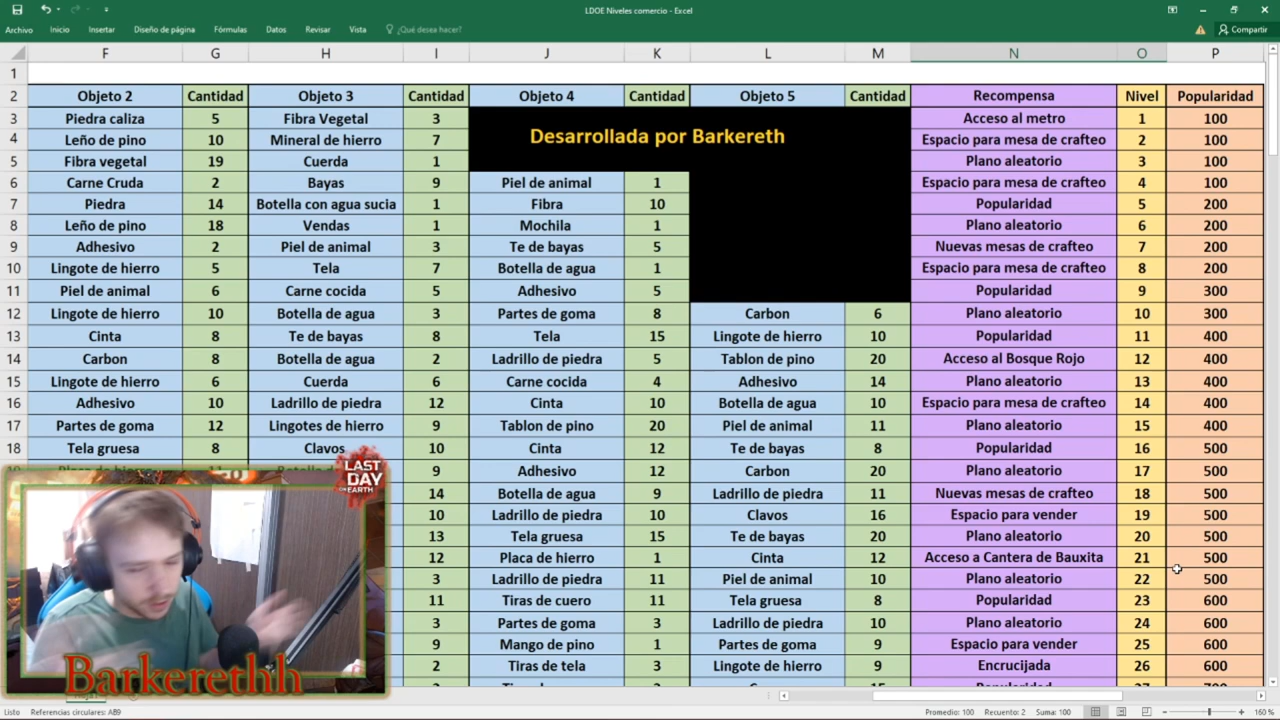 LDOE Niveles comercio - Excel
Archivo Inicio Insertar Diseño de página Fórmulas Datos Revisar Vista ¿Qué desea hacer? Compartir
F G H I J K L M N O P
1
2 Objeto 2 Cantidad Objeto 3 Cantidad Objeto 4 Cantidad Objeto 5 Cantidad Recompensa Nivel Popularidad
3 Piedra caliza 5 Fibra Vegetal 3 Acceso al metro 1 100
Desarrollada por Barkereth
4 Leño de pino 10 Mineral de hierro 7 Espacio para mesa de crafteo 2 100
5 Fibra vegetal 19 Cuerda 1 Plano aleatorio 3 100
6 Carne Cruda 2 Bayas 9 Piel de animal 1 Espacio para mesa de crafteo 4 100
7 Piedra 14 Botella con agua sucia 1 Fibra 10 Popularidad 5 200
8 Leño de pino 18 Vendas 1 Mochila 1 Plano aleatorio 6 200
9 Adhesivo 2 Piel de animal 3 Te de bayas 5 Nuevas mesas de crafteo 7 200
10 Lingote de hierro 5 Tela 7 Botella de agua 1 Espacio para mesa de crafteo 8 200
11 Piel de animal 6 Carne cocida 5 Adhesivo 5 Popularidad 9 300
12 Lingote de hierro 10 Botella de agua 3 Partes de goma 8 Carbon 6 Plano aleatorio 10 300
13 Cinta 8 Te de bayas 8 Tela 15 Lingote de hierro 10 Popularidad 11 400
14 Carbon 8 Botella de agua 2 Ladrillo de piedra 5 Tablon de pino 20 Acceso al Bosque Rojo 12 400
15 Lingote de hierro 6 Cuerda 6 Carne cocida 4 Adhesivo 14 Plano aleatorio 13 400
16 Adhesivo 10 Ladrillo de piedra 12 Cinta 10 Botella de agua 10 Espacio para mesa de crafteo 14 400
17 Partes de goma 12 Lingotes de hierro 9 Tablon de pino 20 Piel de animal 11 Plano aleatorio 15 400
18 Tela gruesa 8 Clavos 10 Cinta 12 Te de bayas 8 Popularidad 16 500
9 Adhesivo 12 Carbon 20 Plano aleatorio 17 500
14 Botella de agua 9 Ladrillo de piedra 11 Nuevas mesas de crafteo 18 500
10 Ladrillo de piedra 10 Clavos 16 Espacio para vender 19 500
13 Tela gruesa 15 Te de bayas 20 Plano aleatorio 20 500
12 Placa de hierro 1 Cinta 12 Acceso a Cantera de Bauxita 21 500
3 Ladrillo de piedra 11 Piel de animal 10 Plano aleatorio 22 500
11 Tiras de cuero 11 Tela gruesa 8 Popularidad 23 600
3 Partes de goma 3 Ladrillo de piedra 10 Plano aleatorio 24 600
9 Mango de pino 1 Partes de goma 9 Espacio para vender 25 600
2 Tiras de tela 3 Lingote de hierro 9 Encrucijada 26 600
LAST DAY ON EARTH
Barkerethh
Listo Referencias circulares: AB9 Promedio: 100 Recuento: 2 Suma: 100 160 %